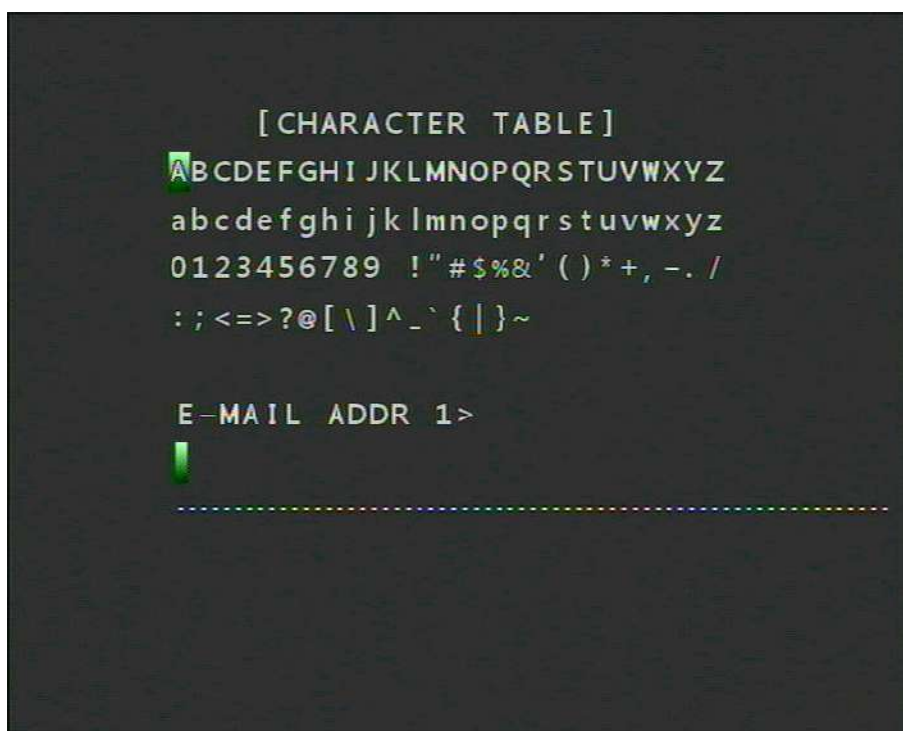 [CHARACTER TABLE]
ABCDEFGHIJKLMNOPQRSTUVWXYZ
abcdefghijklmnopqrstuvwxyz
0123456789 !"#$%&'()*+,-./
:;<=>?@[\]^_`{|}~
E-MAIL ADDR 1>